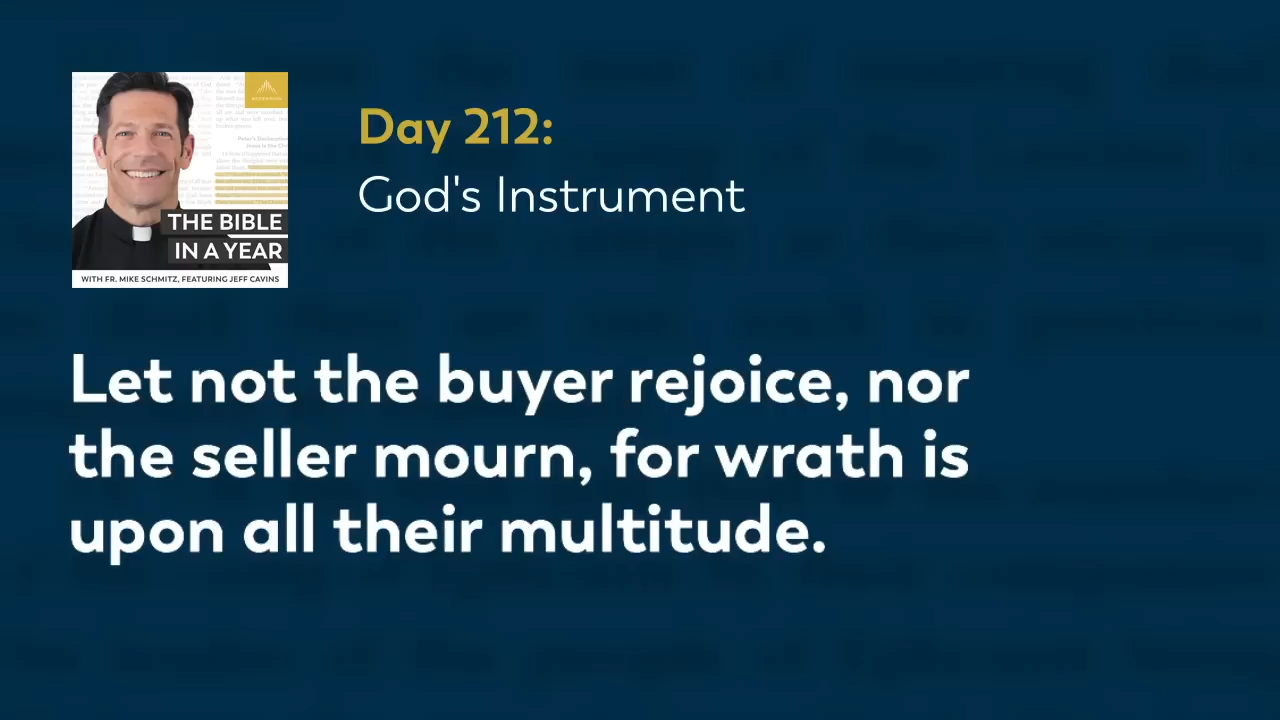 Day 212:
God's Instrument
THE BIBLE
IN A YEAR
WITH FR. MIKE SCHMITZ, FEATURING JEFF CAVINS
Let not the buyer rejoice, nor
the seller mourn, for wrath is
upon all their multitude.